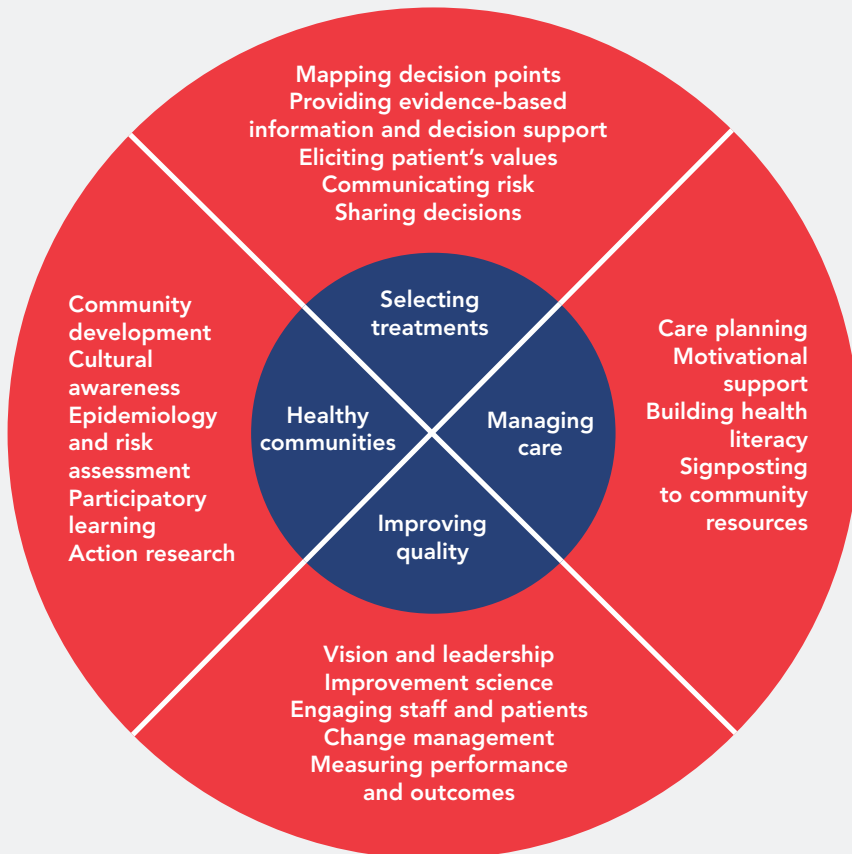 Mapping decision points
Providing evidence-based
information and decision support
Eliciting patient's values
Communicating risk
Sharing decisions
Selecting
treatments
Community
development
Cultural
awareness
Epidemiology
and risk
assessment
Participatory
learning
Action research
Healthy
communities
Managing
care
Care planning
Motivational
support
Building health
literacy
Signposting
to community
resources
Improving
quality
Vision and leadership
Improvement science
Engaging staff and patients
Change management
Measuring performance
and outcomes